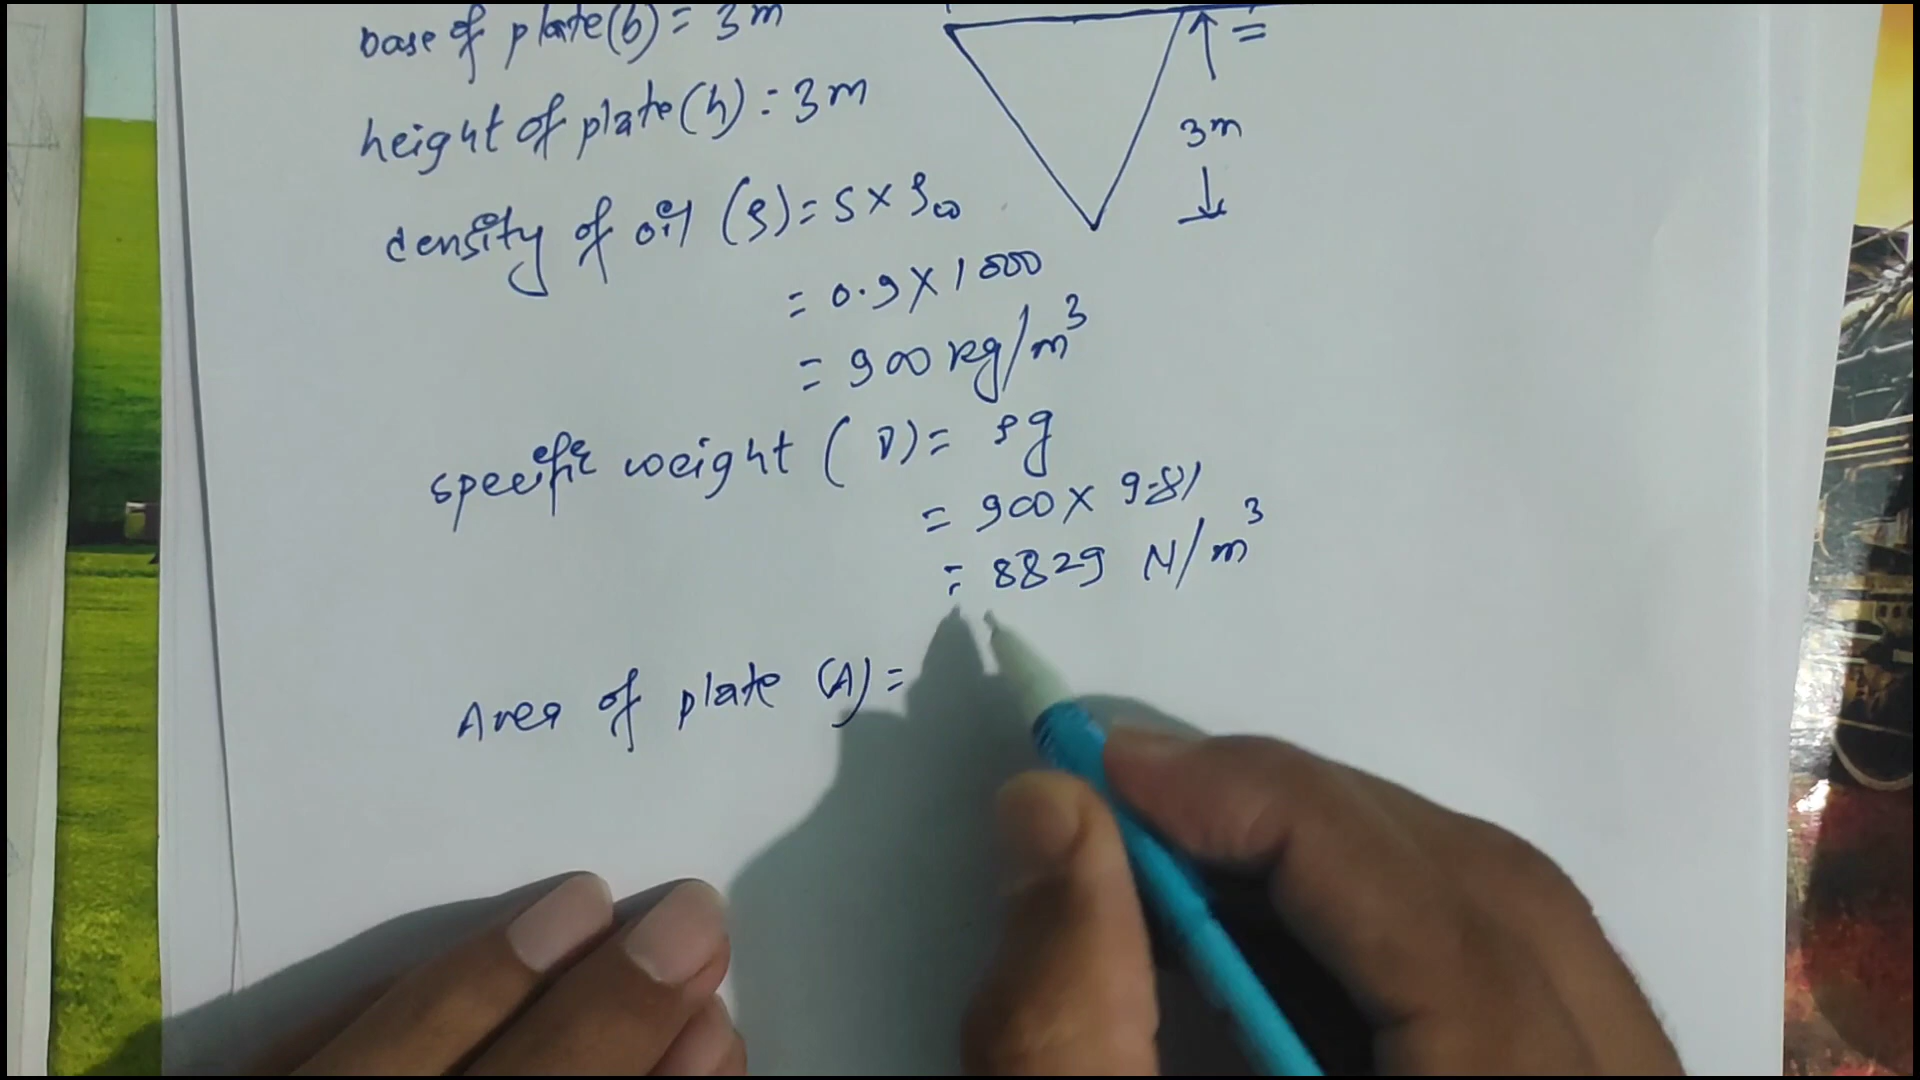 base of plate(b) = 3m
height of plate(h) = 3m
3m
density of oil (ρ) = S × ρω
= 0.9 × 1000
= 900 kg/m³
specific weight (γ) = ρg
= 900 × 9.81
= 8829 N/m³
Area of plate (A) =